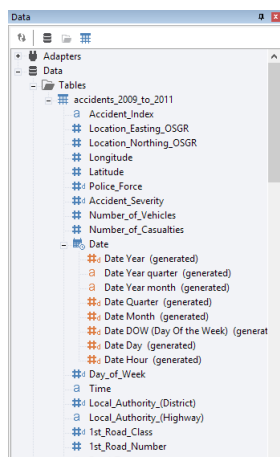 Data
Adapters
Data
Tables
accidents_2009_to_2011
a Accident_Index
# Location_Easting_OSGR
# Location_Northing_OSGR
# Longitude
# Latitude
#d Police_Force
#d Accident_Severity
# Number_of_Vehicles
# Number_of_Casualties
Date
#d Date Year (generated)
a Date Year quarter (generated)
a Date Year month (generated)
#d Date Quarter (generated)
#d Date Month (generated)
#d Date DOW (Day Of the Week) (generat
#d Date Day (generated)
#d Date Hour (generated)
#d Day_of_Week
a Time
#d Local_Authority_(District)
a Local_Authority_(Highway)
#d 1st_Road_Class
# 1st_Road_Number